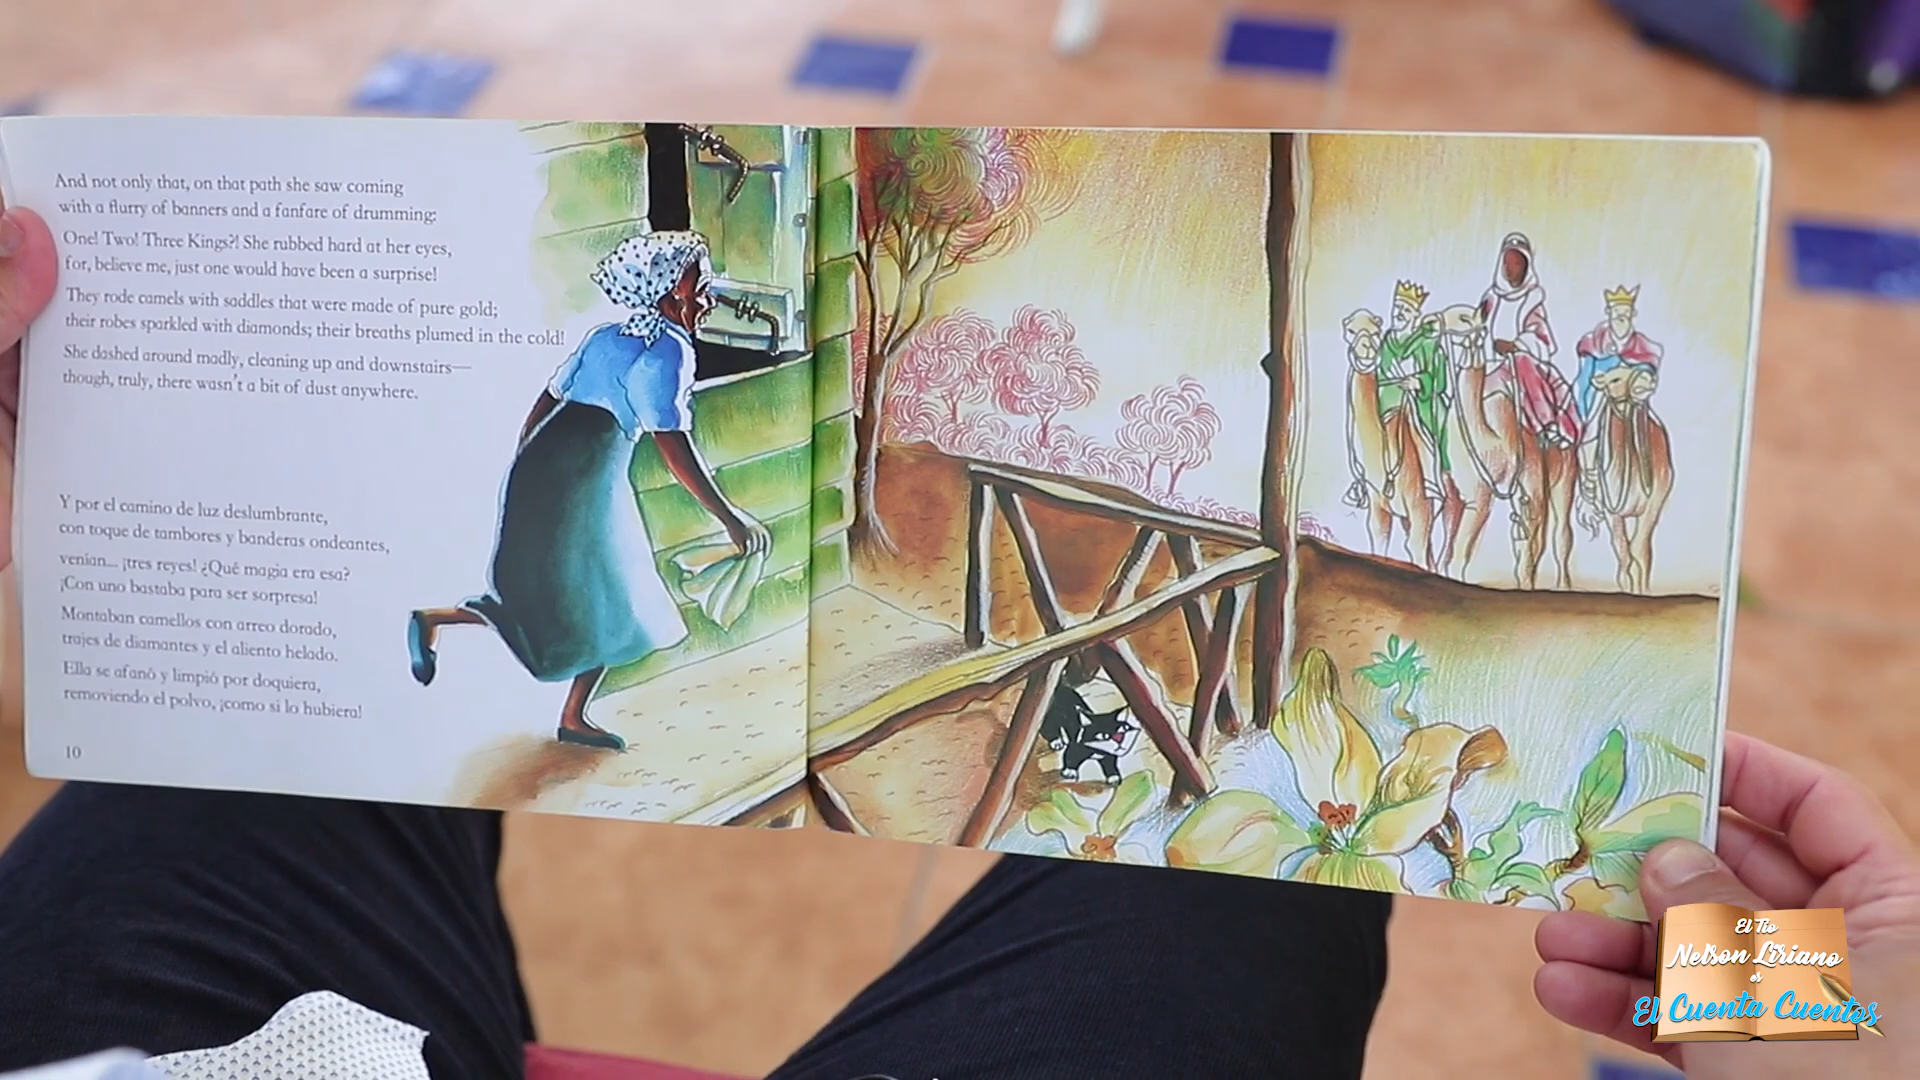 And not only that, on that path she saw coming
with a flurry of banners and a fanfare of drumming:
One! Two! Three Kings?! She rubbed hard at her eyes,
for, believe me, just one would have been a surprise!
They rode camels with saddles that were made of pure gold;
their robes sparkled with diamonds; their breaths plumed in the cold!
She dashed around madly, cleaning up and downstairs—
though, truly, there wasn't a bit of dust anywhere.
Y por el camino de luz deslumbrante,
con toque de tambores y banderas ondeantes,
venían... ¡tres reyes! ¿Qué magia era esa?
¡Con uno bastaba para ser sorpresa!
Montaban camellos con arreo dorado,
trajes de diamantes y el aliento helado.
Ella se afanó y limpió por doquiera,
removiendo el polvo, ¡como si lo hubiera!
10
El Tío
Nelson Liriano
es
El Cuenta Cuentos